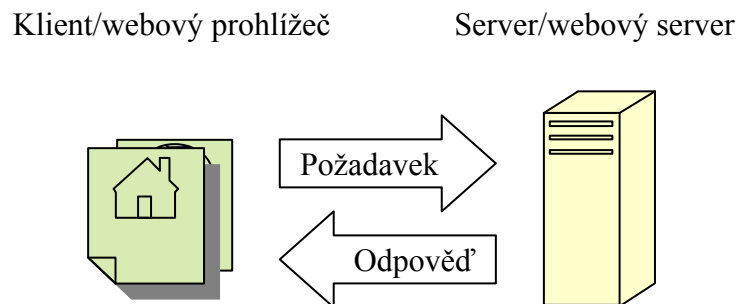 Klient/webový prohlížeč
Server/webový server
Požadavek
Odpověď